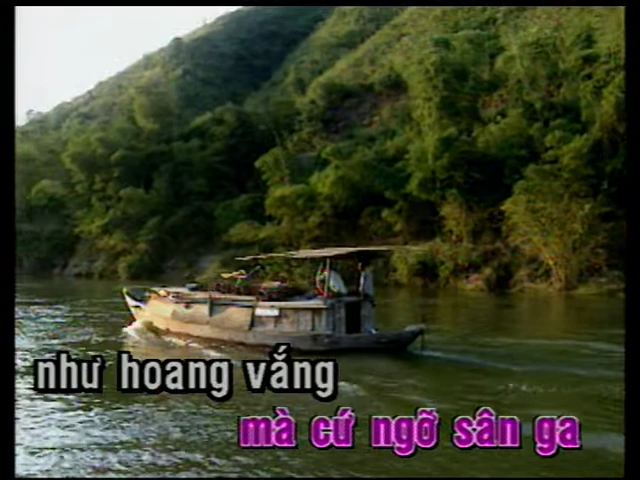 như hoang vắng
mà cứ ngỡ sân ga